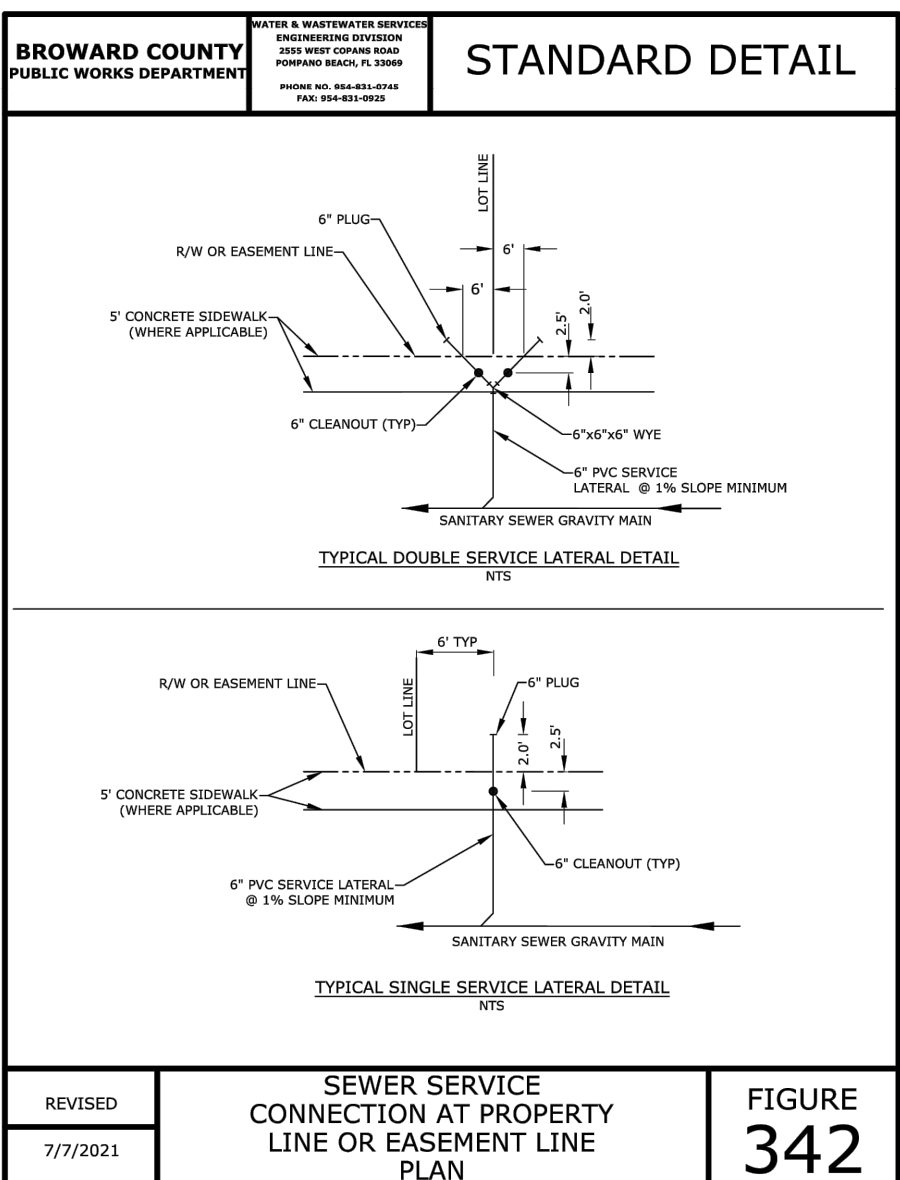 BROWARD COUNTY
PUBLIC WORKS DEPARTMENT
WATER & WASTEWATER SERVICES
ENGINEERING DIVISION
2555 WEST COPANS ROAD
POMPANO BEACH, FL 33069
PHONE NO. 954-831-0745
FAX: 954-831-0925
STANDARD DETAIL
LOT LINE
6" PLUG
R/W OR EASEMENT LINE
6'
6'
2.0'
2.5'
5' CONCRETE SIDEWALK
(WHERE APPLICABLE)
6" CLEANOUT (TYP)
6"x6"x6" WYE
6" PVC SERVICE
LATERAL @ 1% SLOPE MINIMUM
SANITARY SEWER GRAVITY MAIN
TYPICAL DOUBLE SERVICE LATERAL DETAIL
NTS
6' TYP
R/W OR EASEMENT LINE
LOT LINE
6" PLUG
2.0'
2.5'
5' CONCRETE SIDEWALK
(WHERE APPLICABLE)
6" CLEANOUT (TYP)
6" PVC SERVICE LATERAL
@ 1% SLOPE MINIMUM
SANITARY SEWER GRAVITY MAIN
TYPICAL SINGLE SERVICE LATERAL DETAIL
NTS
REVISED
7/7/2021
SEWER SERVICE
CONNECTION AT PROPERTY
LINE OR EASEMENT LINE
PLAN
FIGURE
342